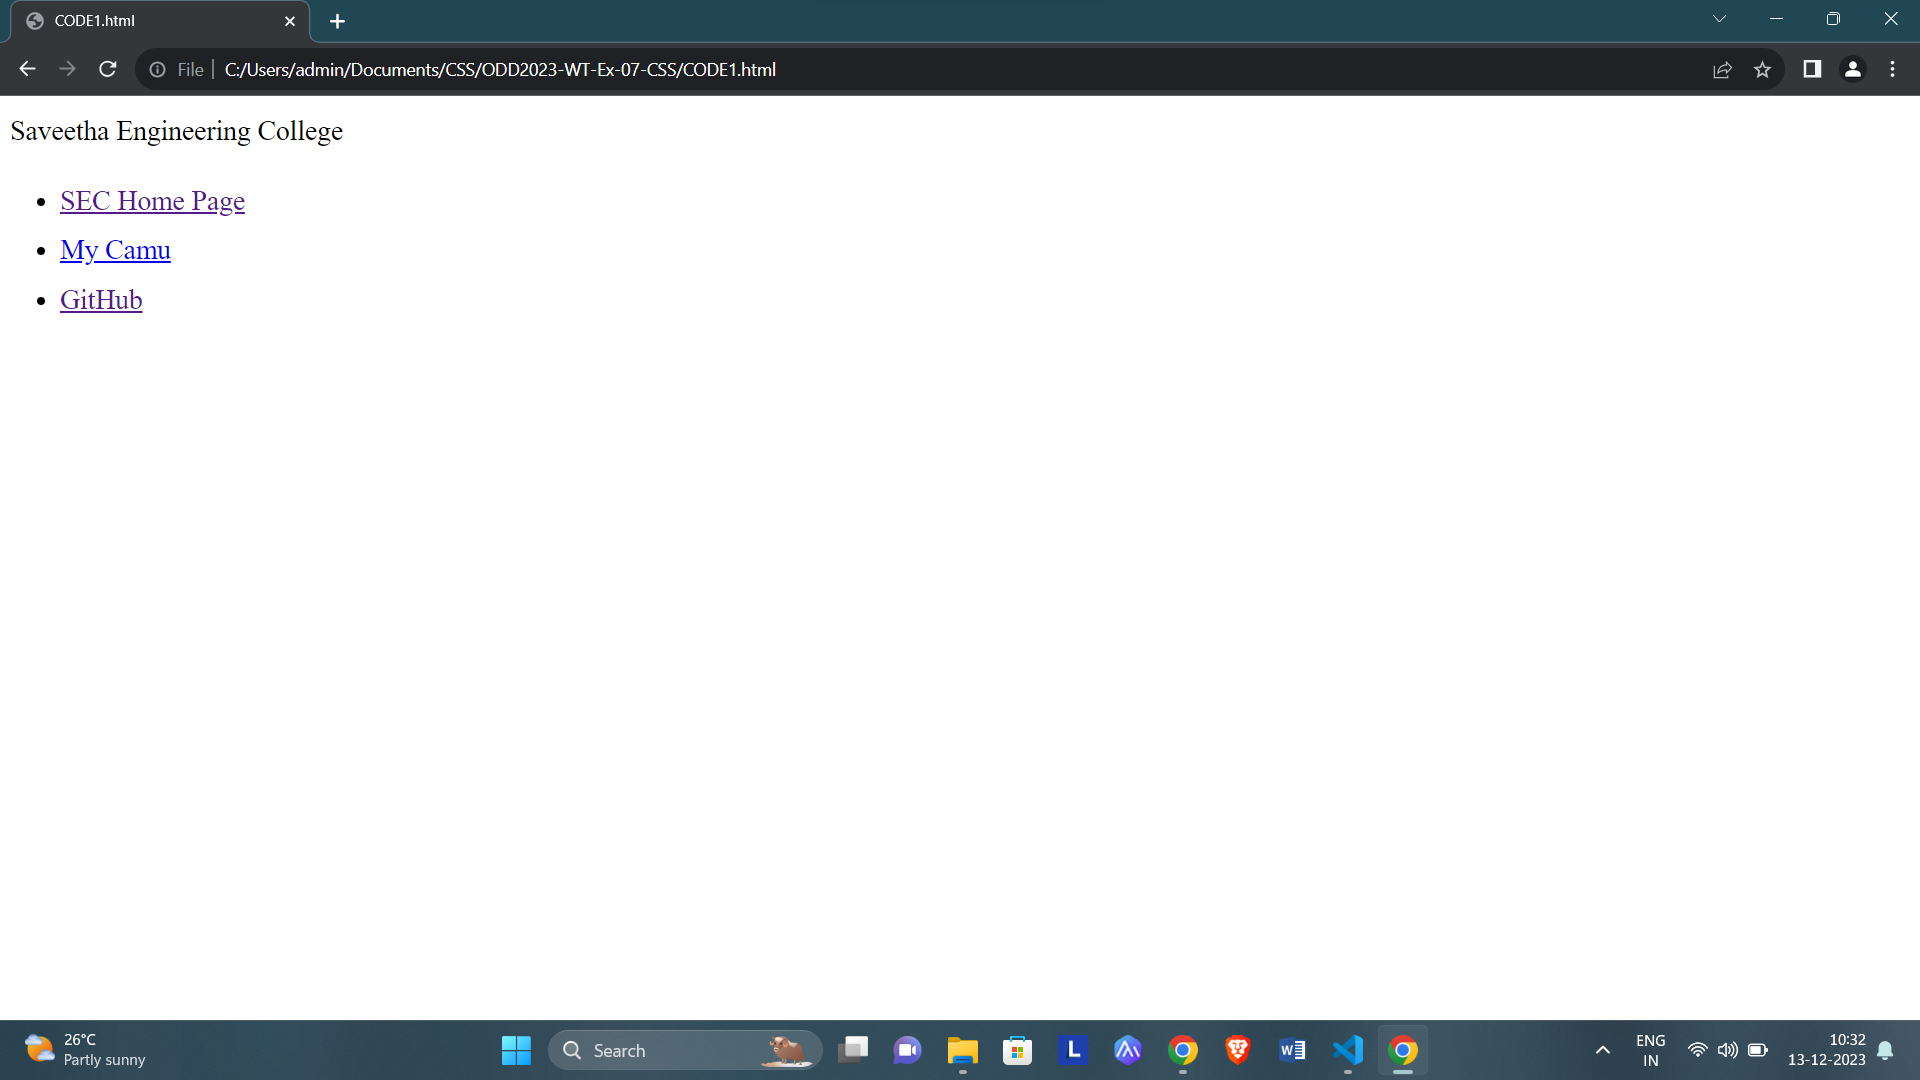 CODE1.html
File
C:/Users/admin/Documents/CSS/ODD2023-WT-Ex-07-CSS/CODE1.html
Saveetha Engineering College
SEC Home Page
My Camu
GitHub
26°C
Partly sunny
Search
L
W
ENG
IN
10:32
13-12-2023